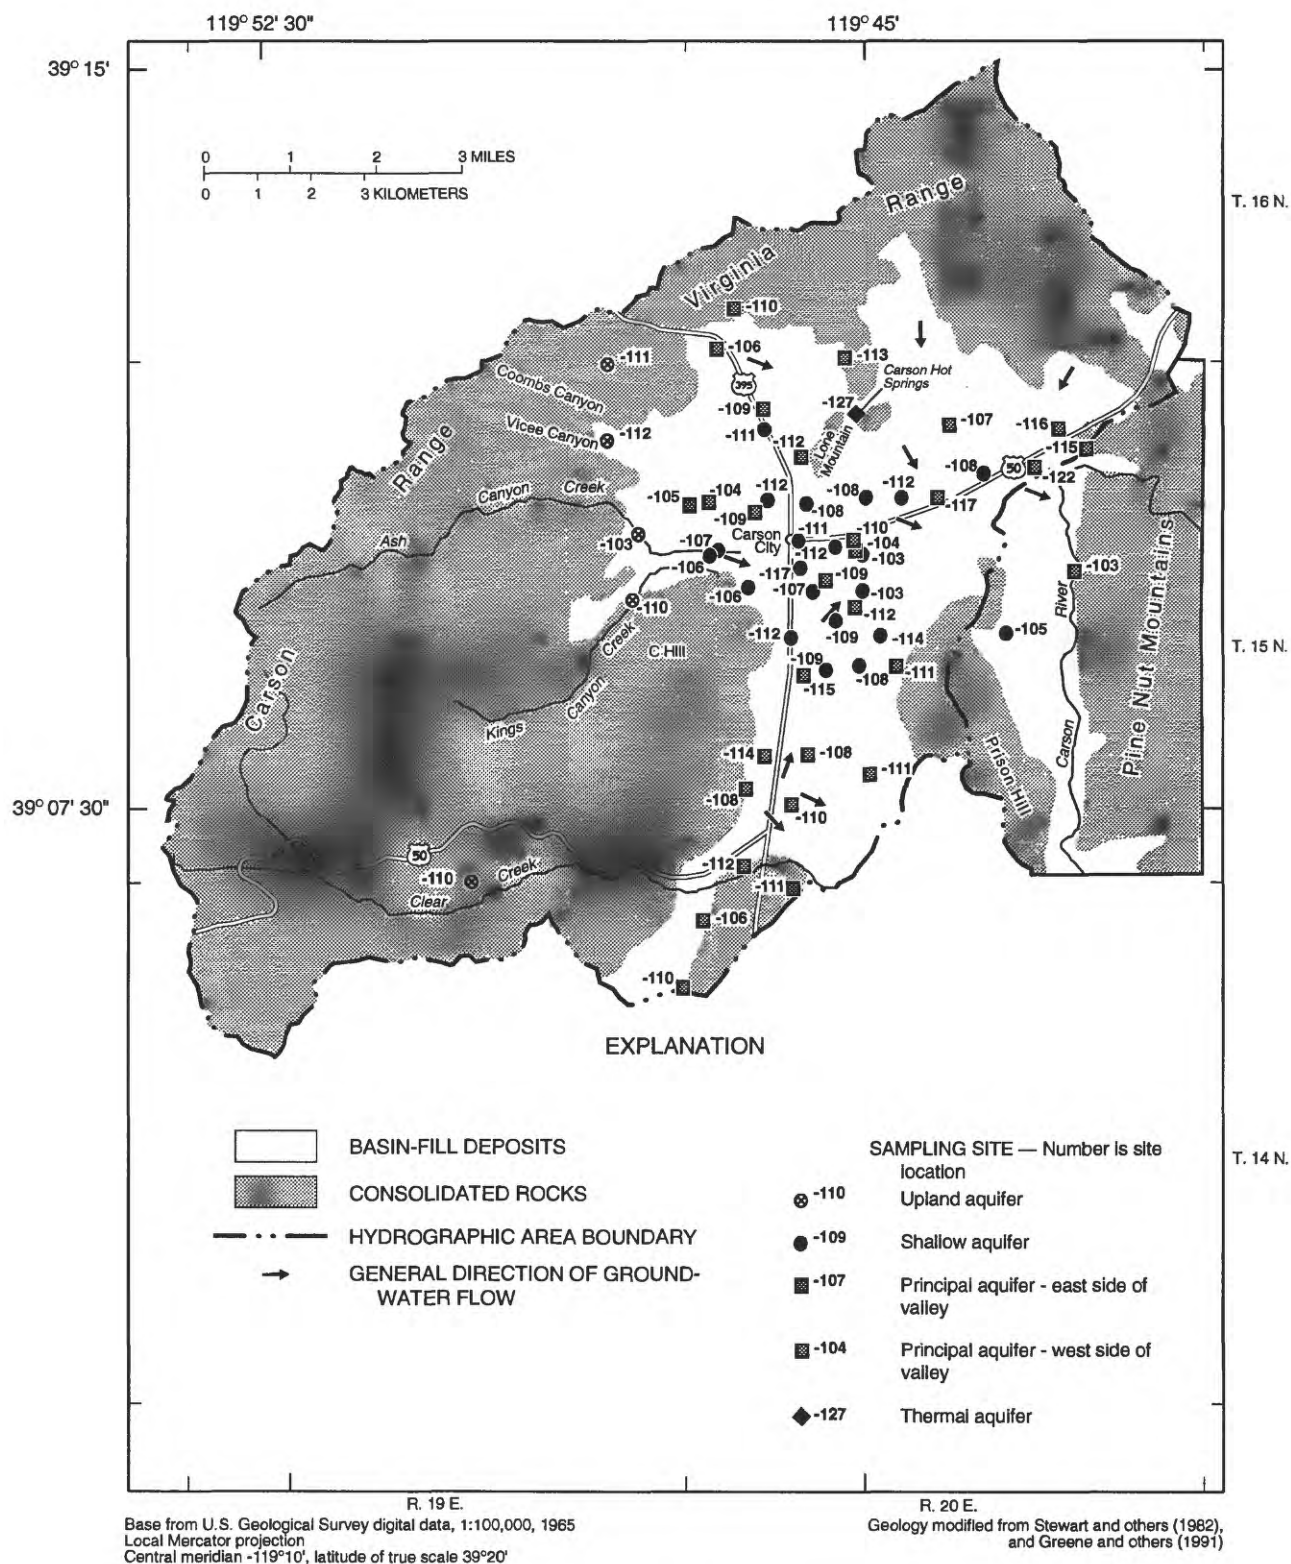 119° 52' 30"
119° 45'
39° 15'
0 1 2 3 MILES
0 1 2 3 KILOMETERS
T. 16 N.
Virginia Range
-110
-106
-111
Coombs Canyon
395
-113
Carson Hot
Springs
-127
-109
-111
-112
Vicee Canyon
-112
Lone
Mountain
-107
-116
-115
50
-122
-108
Carson Range
Ash Canyon Creek
-105
-104
-112
-109
-108
-108
-112
-117
-103
-107
-106
Carson
City
-111
-110
-104
-112
-103
-117
-109
-106
-107
-103
-112
-110
-103
River
Carson
Pine Nut Mountains
-105
-109
-114
-112
C Hill
Kings Canyon Creek
T. 15 N.
-109
-115
-108
-111
Prison Hill
-114
-108
-111
-108
-110
39° 07' 30"
50
-110
Clear Creek
-112
-111
-106
-110
EXPLANATION
BASIN-FILL DEPOSITS
CONSOLIDATED ROCKS
HYDROGRAPHIC AREA BOUNDARY
GENERAL DIRECTION OF GROUND-
WATER FLOW
SAMPLING SITE — Number is site
location
-110 Upland aquifer
-109 Shallow aquifer
-107 Principal aquifer - east side of
valley
-104 Principal aquifer - west side of
valley
-127 Thermal aquifer
T. 14 N.
R. 19 E.
R. 20 E.
Base from U.S. Geological Survey digital data, 1:100,000, 1965
Local Mercator projection
Central meridian -119°10', latitude of true scale 39°20'
Geology modified from Stewart and others (1982),
and Greene and others (1991)